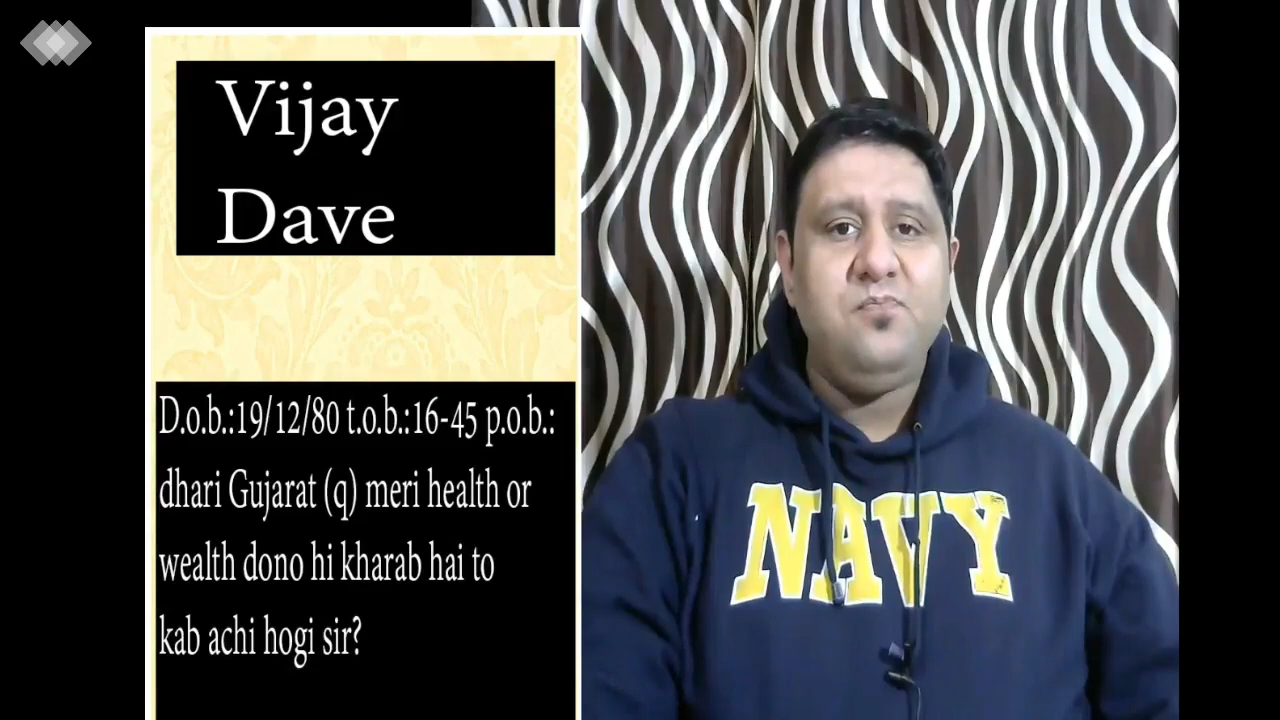 Vijay
Dave
D.o.b.:19/12/80 t.o.b.:16-45 p.o.b.:
dhari Gujarat (q) meri health or
wealth dono hi kharab hai to
kab achi hogi sir?
NAVY